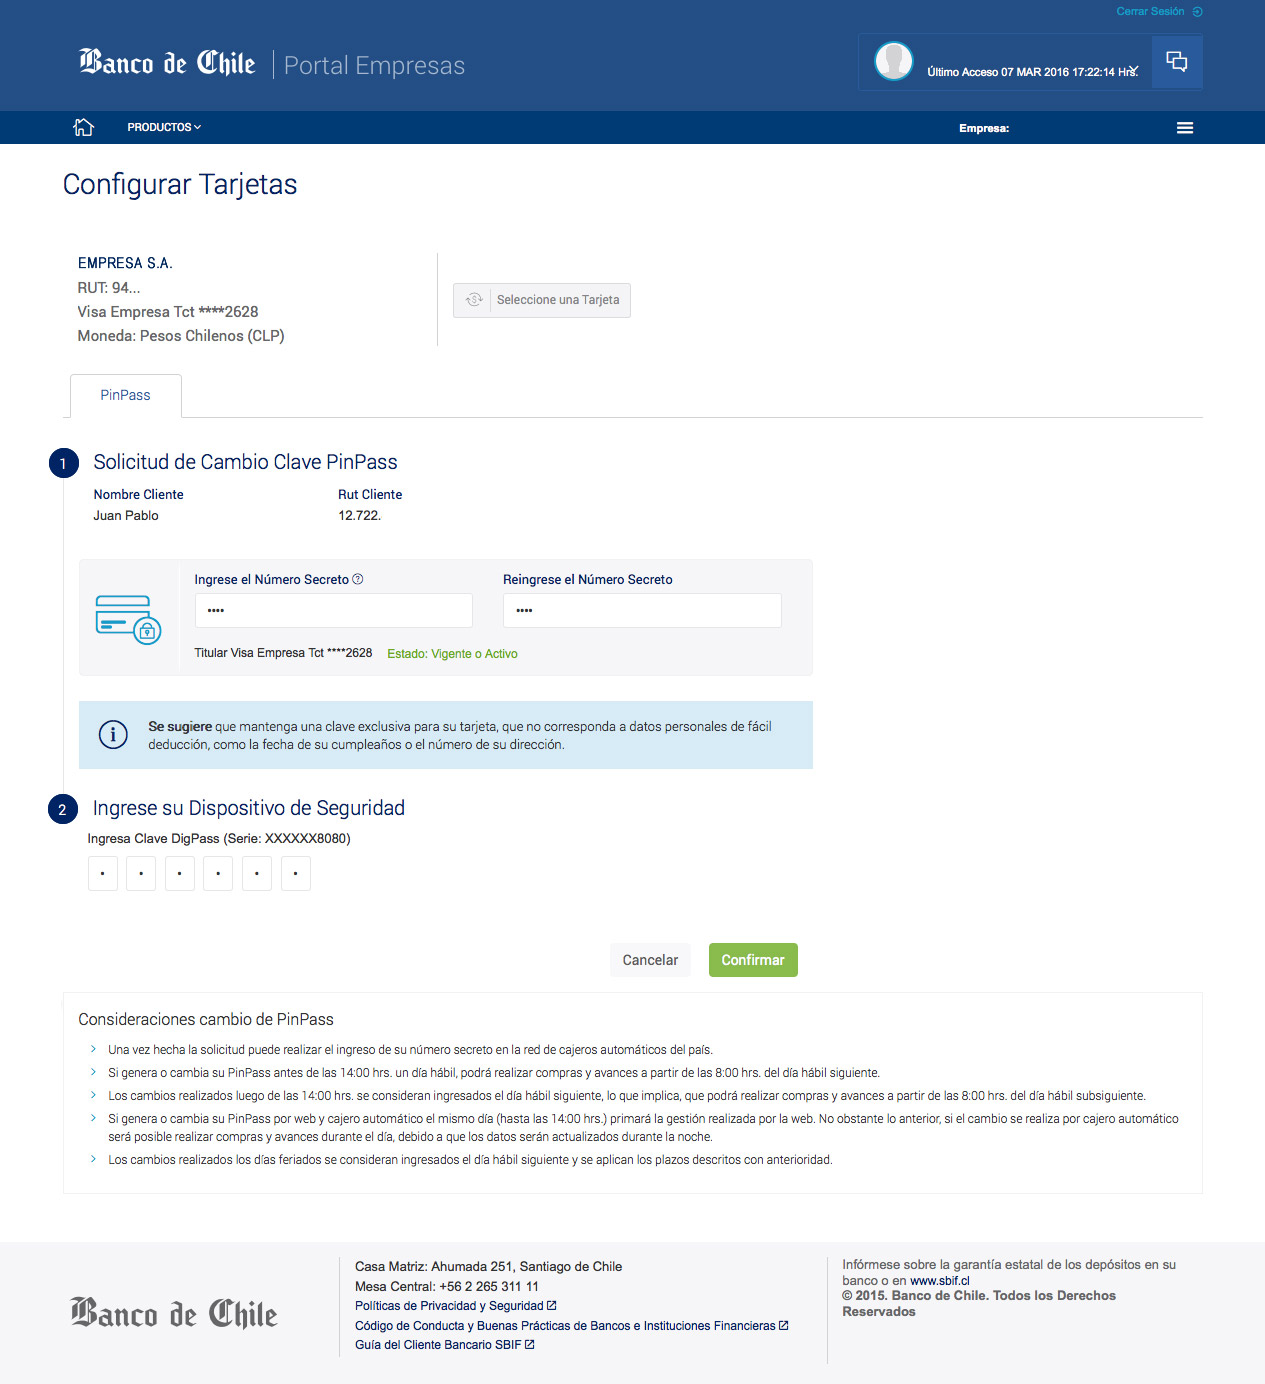 Cerrar Sesión
Banco de Chile
Portal Empresas
Último Acceso 07 MAR 2016 17:22:14 Hrs.
PRODUCTOS
Empresa:
Configurar Tarjetas
EMPRESA S.A.
RUT: 94...
Visa Empresa Tct ****2628
Moneda: Pesos Chilenos (CLP)
Seleccione una Tarjeta
PinPass
1 Solicitud de Cambio Clave PinPass
Nombre Cliente
Rut Cliente
Juan Pablo
12.722.
Ingrese el Número Secreto
Reingrese el Número Secreto
••••
••••
Titular Visa Empresa Tct ****2628
Estado: Vigente o Activo
Se sugiere que mantenga una clave exclusiva para su tarjeta, que no corresponda a datos personales de fácil
deducción, como la fecha de su cumpleaños o el número de su dirección.
2 Ingrese su Dispositivo de Seguridad
Ingresa Clave DigPass (Serie: XXXXXX8080)
• • • • • •
Cancelar
Confirmar
Consideraciones cambio de PinPass
Una vez hecha la solicitud puede realizar el ingreso de su número secreto en la red de cajeros automáticos del país.
Si genera o cambia su PinPass antes de las 14:00 hrs. un día hábil, podrá realizar compras y avances a partir de las 8:00 hrs. del día hábil siguiente.
Los cambios realizados luego de las 14:00 hrs. se consideran ingresados el día hábil siguiente, lo que implica, que podrá realizar compras y avances a partir de las 8:00 hrs. del día hábil subsiguiente.
Si genera o cambia su PinPass por web y cajero automático el mismo día (hasta las 14:00 hrs.) primará la gestión realizada por la web. No obstante lo anterior, si el cambio se realiza por cajero automático
será posible realizar compras y avances durante el día, debido a que los datos serán actualizados durante la noche.
Los cambios realizados los días feriados se consideran ingresados el día hábil siguiente y se aplican los plazos descritos con anterioridad.
Banco de Chile
Casa Matriz: Ahumada 251, Santiago de Chile
Mesa Central: +56 2 265 311 11
Políticas de Privacidad y Seguridad
Código de Conducta y Buenas Prácticas de Bancos e Instituciones Financieras
Guía del Cliente Bancario SBIF
Infórmese sobre la garantía estatal de los depósitos en su
banco o en www.sbif.cl
© 2015. Banco de Chile. Todos los Derechos
Reservados